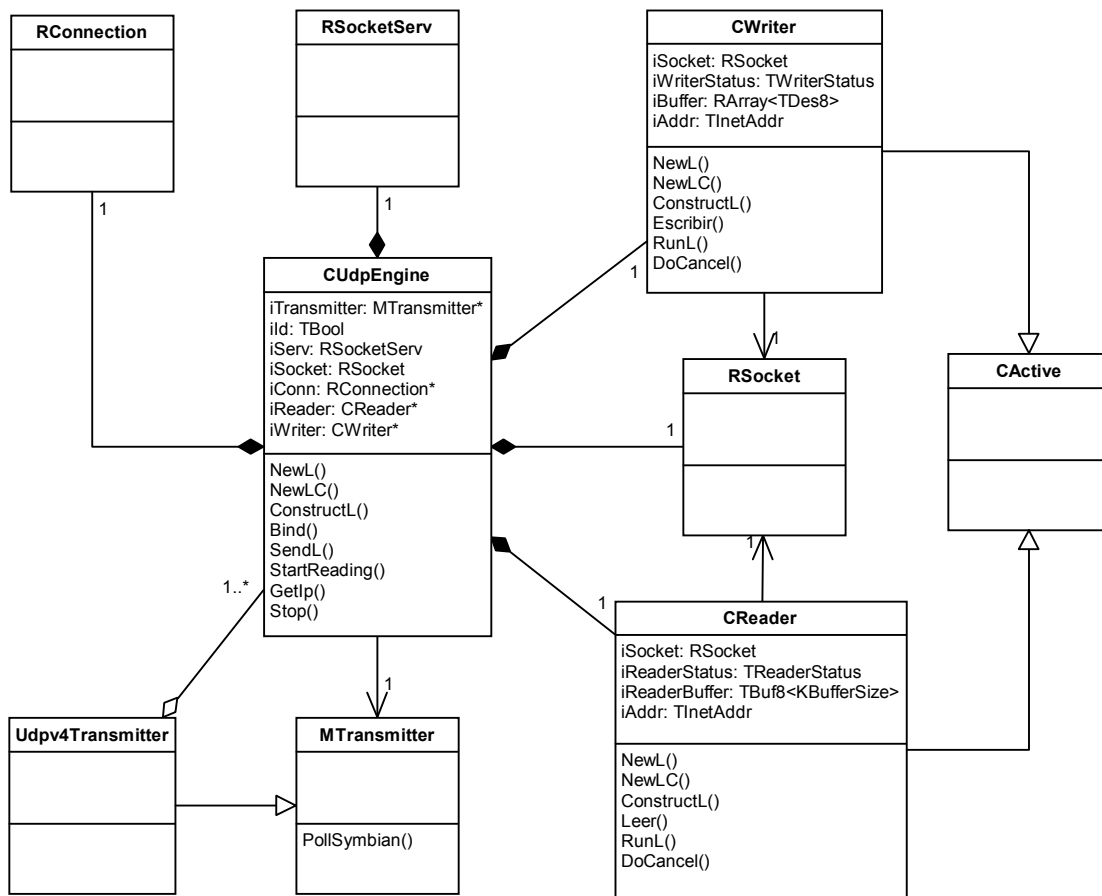 RConnection
1
RSocketServ
1
CWriter
iSocket: RSocket
iWriterStatus: TWriterStatus
iBuffer: RArray<TDes8>
iAddr: TInetAddr
NewL()
NewLC()
ConstructL()
Escribir()
RunL()
DoCancel()
1
1
CUdpEngine
iTransmitter: MTransmitter*
iId: TBool
iServ: RSocketServ
iSocket: RSocket
iConn: RConnection*
iReader: CReader*
iWriter: CWriter*
NewL()
NewLC()
ConstructL()
Bind()
SendL()
StartReading()
GetIp()
Stop()
1..*
1
RSocket
1
1
CActive
CReader
1
iSocket: RSocket
iReaderStatus: TReaderStatus
iReaderBuffer: TBuf8<KBufferSize>
iAddr: TInetAddr
NewL()
NewLC()
ConstructL()
Leer()
RunL()
DoCancel()
Udpv4Transmitter
MTransmitter
PollSymbian()